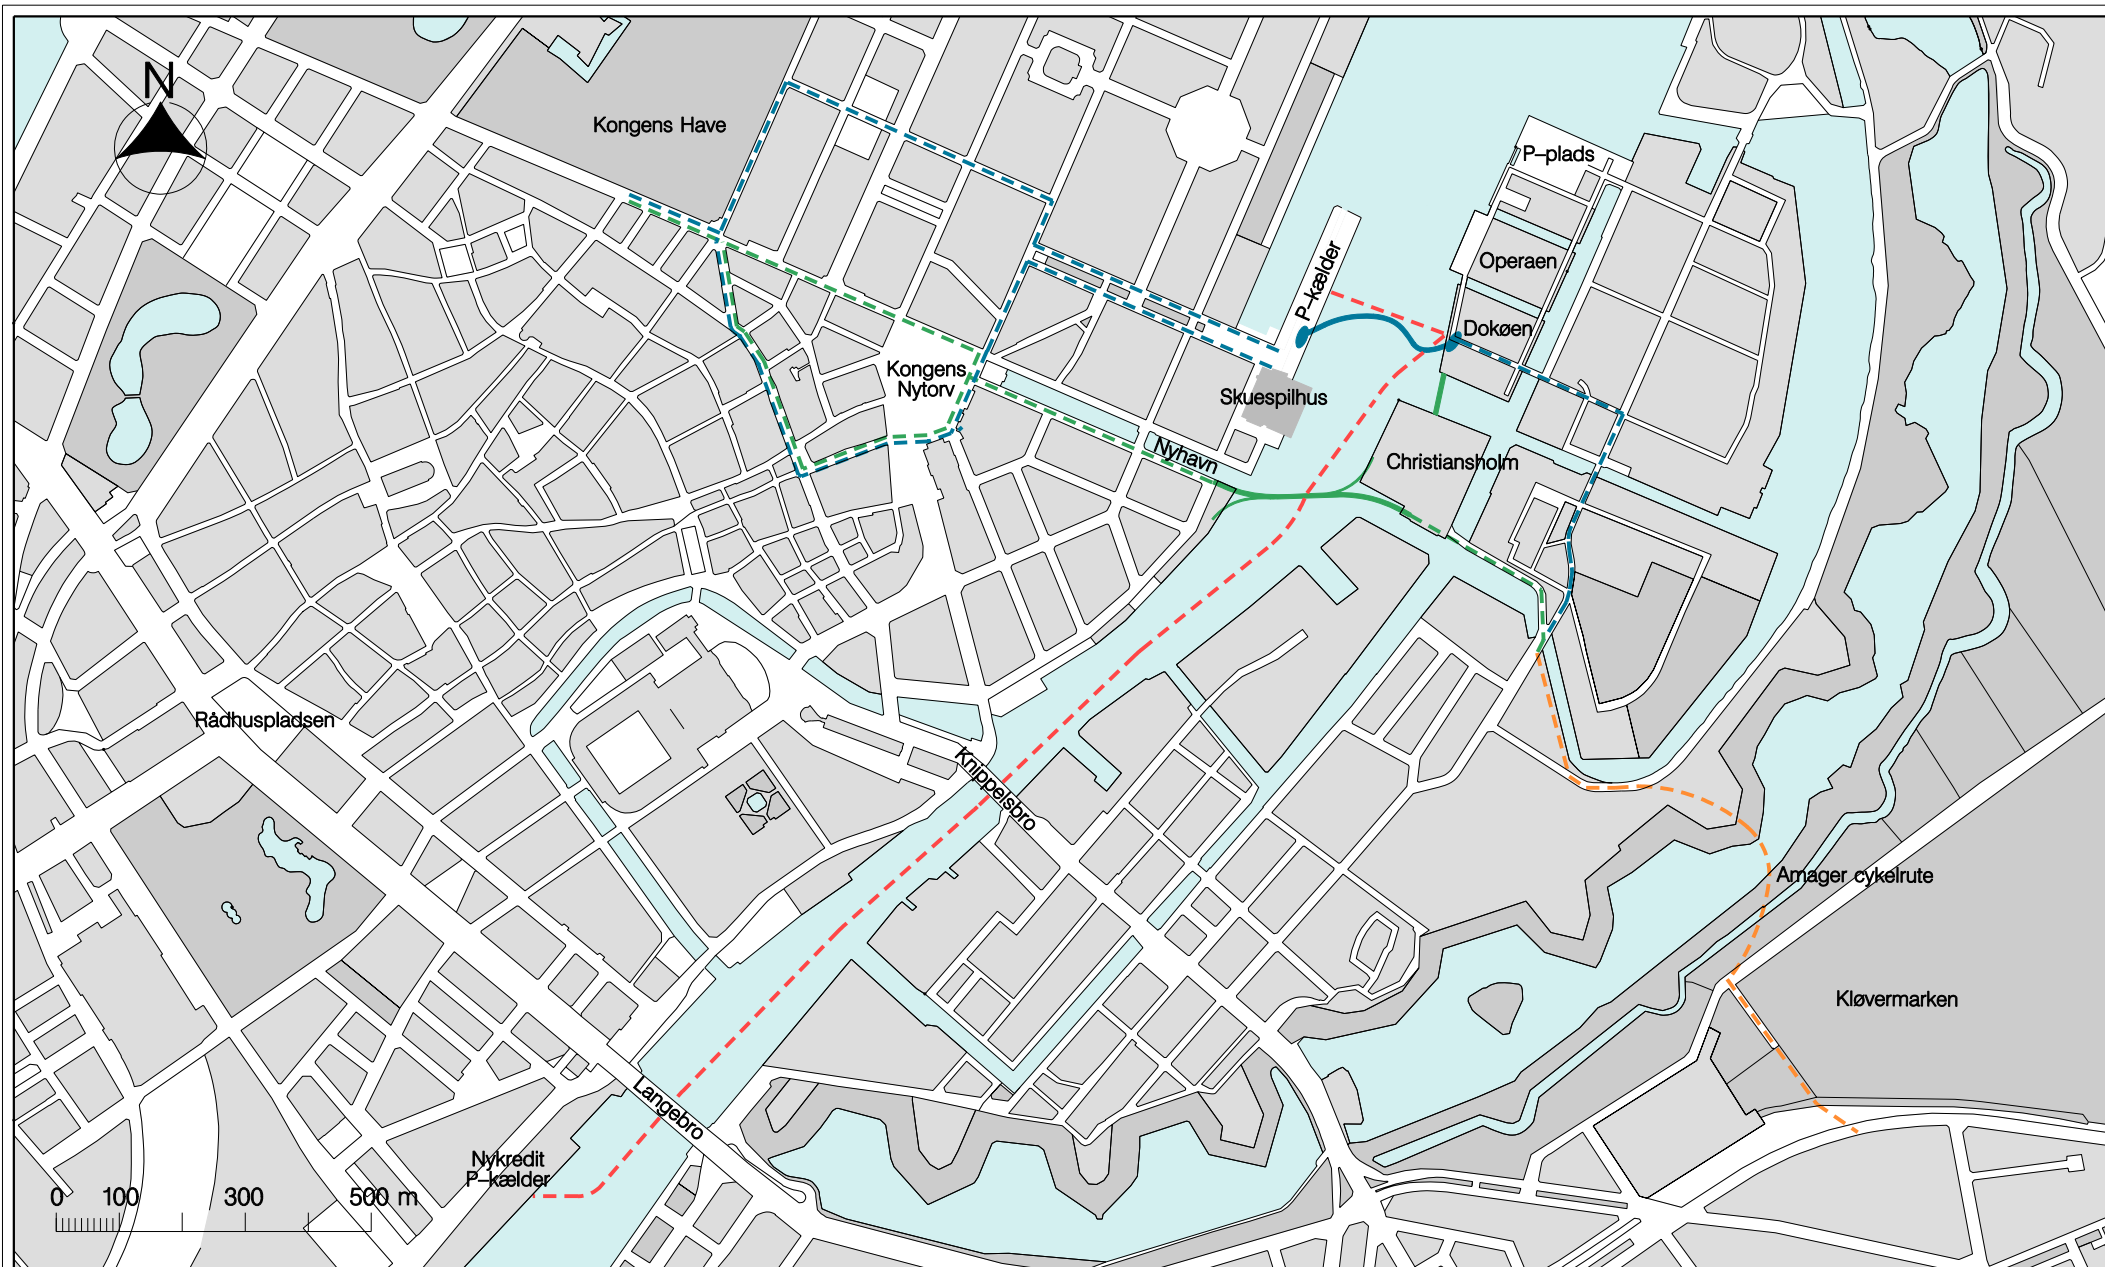 N
Kongens Have
P–plads
Operaen
P–kælder
Dokøen
Kongens
Nytorv
Skuespilhus
Nyhavn
Christiansholm
Rådhuspladsen
Knippelsbro
Amager cykelrute
Kløvermarken
Langebro
Nykredit
P–kælder
0 100 300 500 m